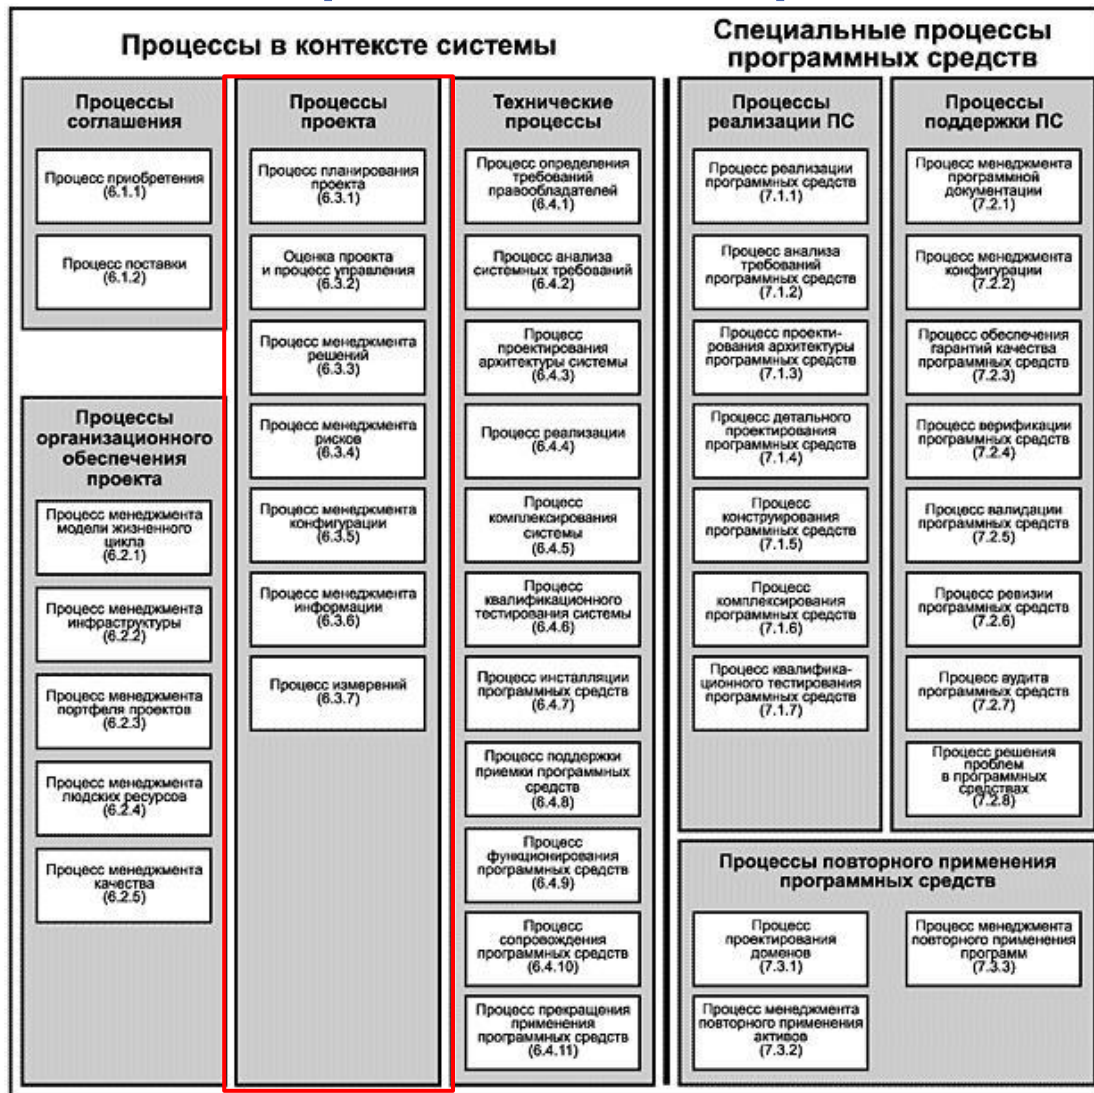 Процессы в контексте системы
Процессы
соглашения
Процесс приобретения
(6.1.1)
Процесс поставки
(6.1.2)
Процессы
организационного
обеспечения
проекта
Процесс менеджмента
модели жизненного
цикла
(6.2.1)
Процесс менеджмента
инфраструктуры
(6.2.2)
Процесс менеджмента
портфеля проектов
(6.2.3)
Процесс менеджмента
людских ресурсов
(6.2.4)
Процесс менеджмента
качества
(6.2.5)
Процессы
проекта
Процесс планирования
проекта
(6.3.1)
Оценка проекта
и процесс управления
(6.3.2)
Процесс менеджмента
решений
(6.3.3)
Процесс менеджмента
рисков
(6.3.4)
Процесс менеджмента
конфигурации
(6.3.5)
Процесс менеджмента
информации
(6.3.6)
Процесс измерений
(6.3.7)
Технические
процессы
Процесс определения
требований
правообладателей
(6.4.1)
Процесс анализа
системных требований
(6.4.2)
Процесс
проектирования
архитектуры системы
(6.4.3)
Процесс реализации
(6.4.4)
Процесс
комплексирования
системы
(6.4.5)
Процесс
квалификационного
тестирования системы
(6.4.6)
Процесс инсталляции
программных средств
(6.4.7)
Процесс поддержки
приемки программных
средств
(6.4.8)
Процесс
функционирования
программных средств
(6.4.9)
Процесс
сопровождения
программных средств
(6.4.10)
Процесс прекращения
применения
программных средств
(6.4.11)
Специальные процессы
программных средств
Процессы
реализации ПС
Процесс реализации
программных средств
(7.1.1)
Процесс анализа
требований
программных средств
(7.1.2)
Процесс проекти-
рования архитектуры
программных средств
(7.1.3)
Процесс детального
проектирования
программных средств
(7.1.4)
Процесс
конструирования
программных средств
(7.1.5)
Процесс
комплексирования
программных средств
(7.1.6)
Процесс квалифика-
ционного тестирования
программных средств
(7.1.7)
Процессы
поддержки ПС
Процесс менеджмента
программной
документации
(7.2.1)
Процесс менеджмента
конфигурации
(7.2.2)
Процесс обеспечения
гарантий качества
программных средств
(7.2.3)
Процесс верификации
программных средств
(7.2.4)
Процесс валидации
программных средств
(7.2.5)
Процесс ревизии
программных средств
(7.2.6)
Процесс аудита
программных средств
(7.2.7)
Процесс решения
проблем
в программных
средствах
(7.2.8)
Процессы повторного применения
программных средств
Процесс
проектирования
доменов
(7.3.1)
Процесс менеджмента
повторного применения
активов
(7.3.2)
Процесс менеджмента
повторного применения
программ
(7.3.3)